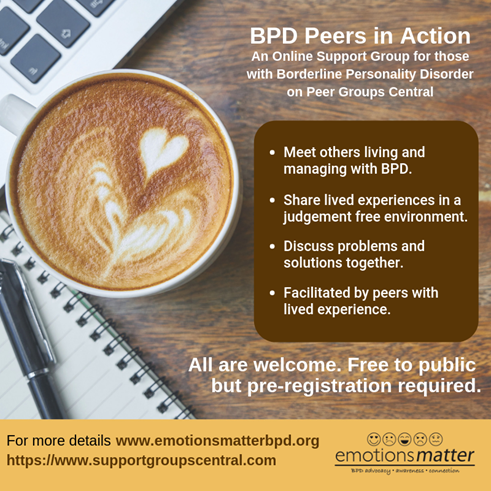 BPD Peers in Action
An Online Support Group for those
with Borderline Personality Disorder
on Peer Groups Central
• Meet others living and
managing with BPD.
• Share lived experiences in a
judgement free environment.
• Discuss problems and
solutions together.
• Facilitated by peers with
lived experience.
All are welcome. Free to public
but pre-registration required.
For more details www.emotionsmatterbpd.org
https://www.supportgroupscentral.com
emotionsmatter
BPD advocacy • awareness • connection